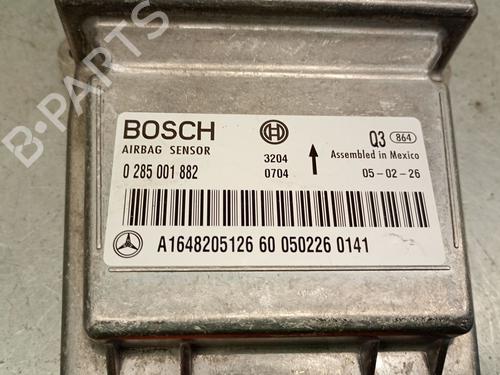 B-PARTS
BOSCH
AIRBAG SENSOR
0 285 001 882
3204
0704
Q3 864
Assembled in Mexico
05-02-26
A1648205126 60 050226 0141